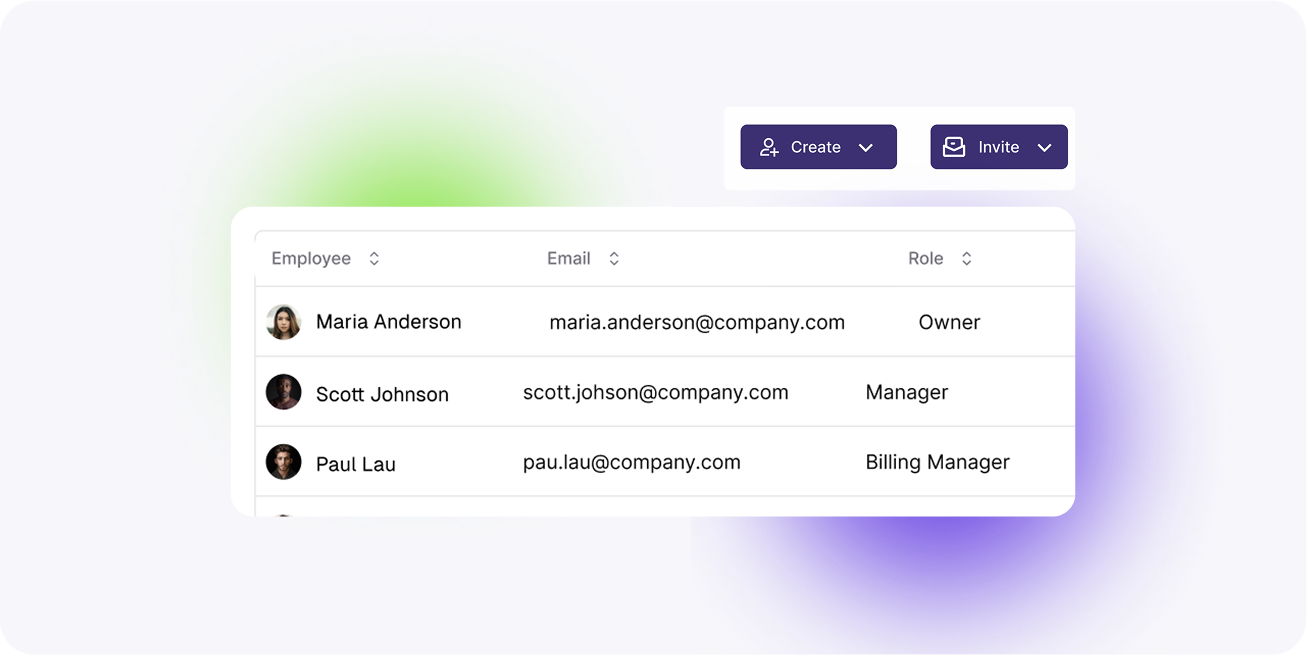 Create Invite
Employee Email Role
Maria Anderson maria.anderson@company.com Owner
Scott Johnson scott.johson@company.com Manager
Paul Lau pau.lau@company.com Billing Manager